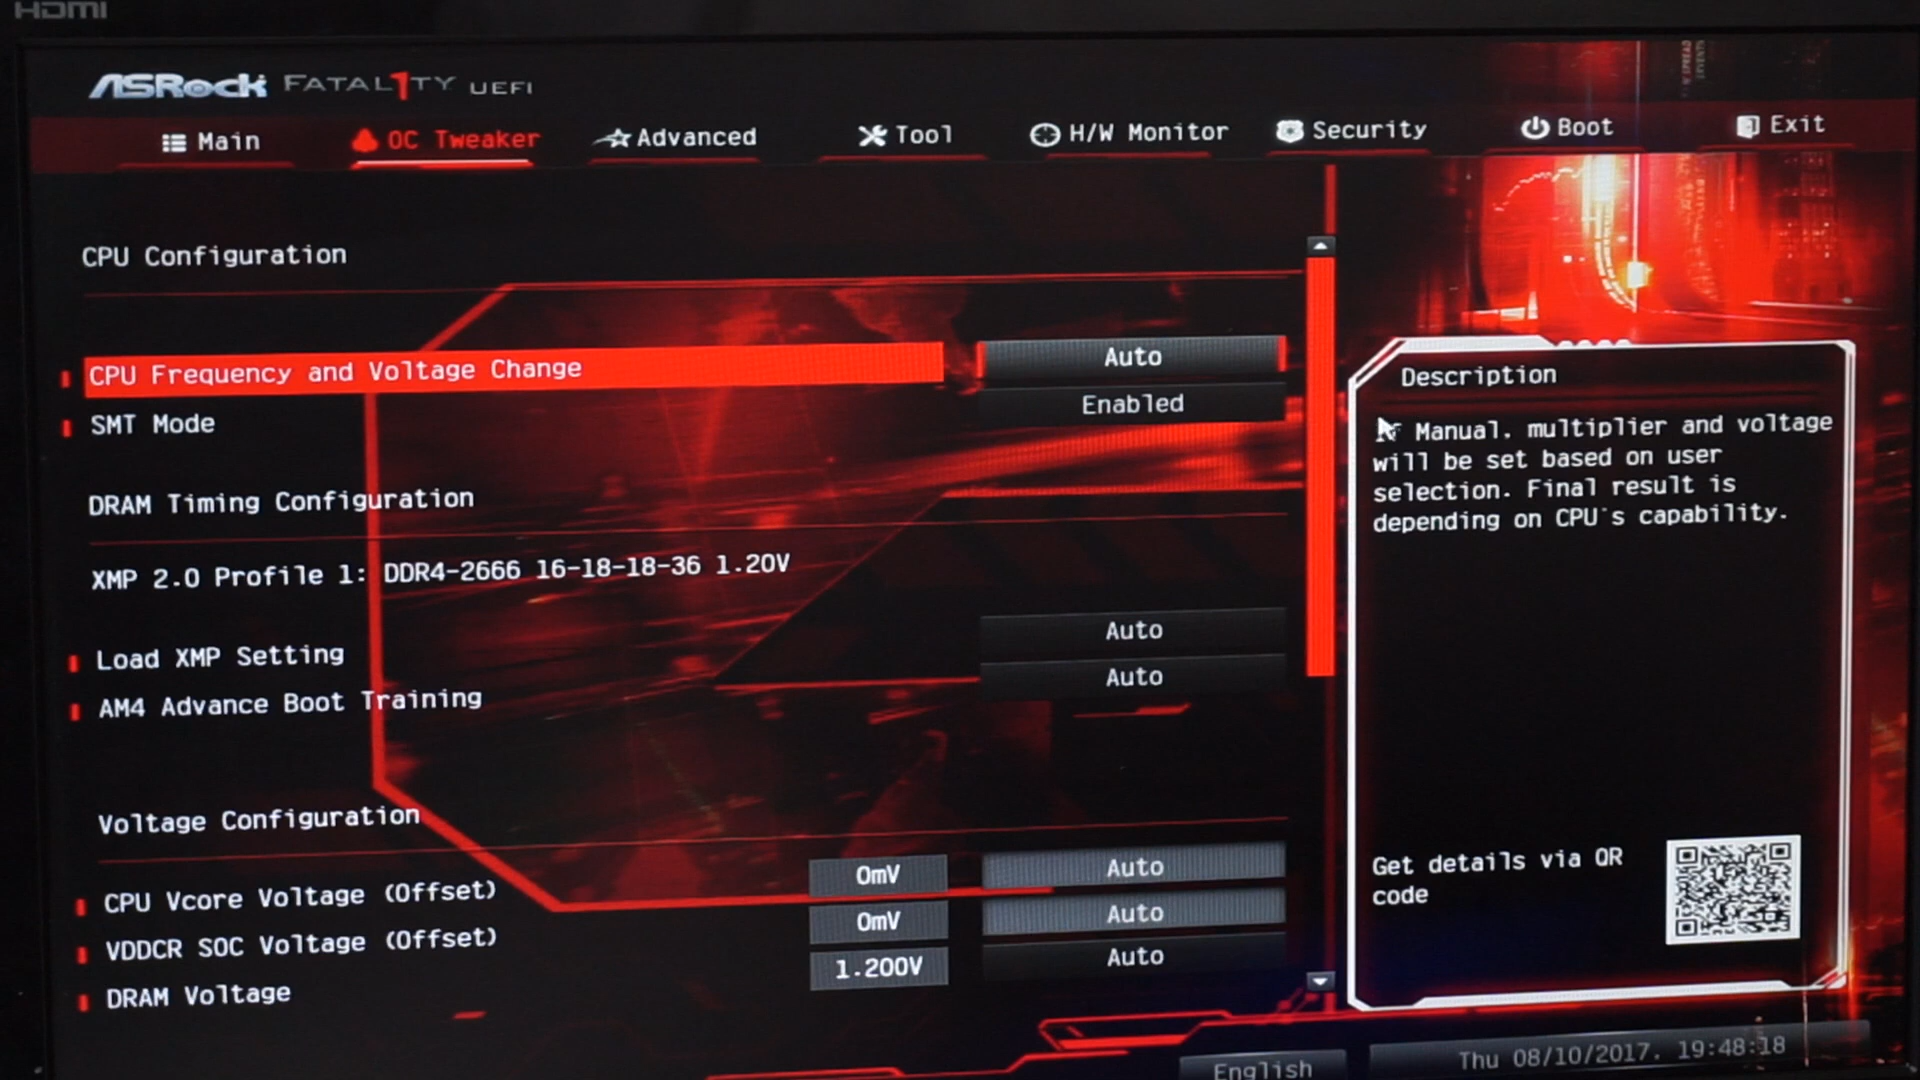 HDMI
ASRock FATAL1TY UEFI
Main OC Tweaker Advanced Tool H/W Monitor Security Boot Exit
CPU Configuration
CPU Frequency and Voltage Change Auto
SMT Mode Enabled
DRAM Timing Configuration
XMP 2.0 Profile 1: DDR4-2666 16-18-18-36 1.20V
Load XMP Setting Auto
AM4 Advance Boot Training Auto
Voltage Configuration
CPU Vcore Voltage (Offset) 0mV Auto
VDDCR SOC Voltage (Offset) 0mV Auto
DRAM Voltage 1.200V Auto
Description
Manual, multiplier and voltage
will be set based on user
selection. Final result is
depending on CPU's capability.
Get details via QR
code
English
Thu 08/10/2017, 19:48:18